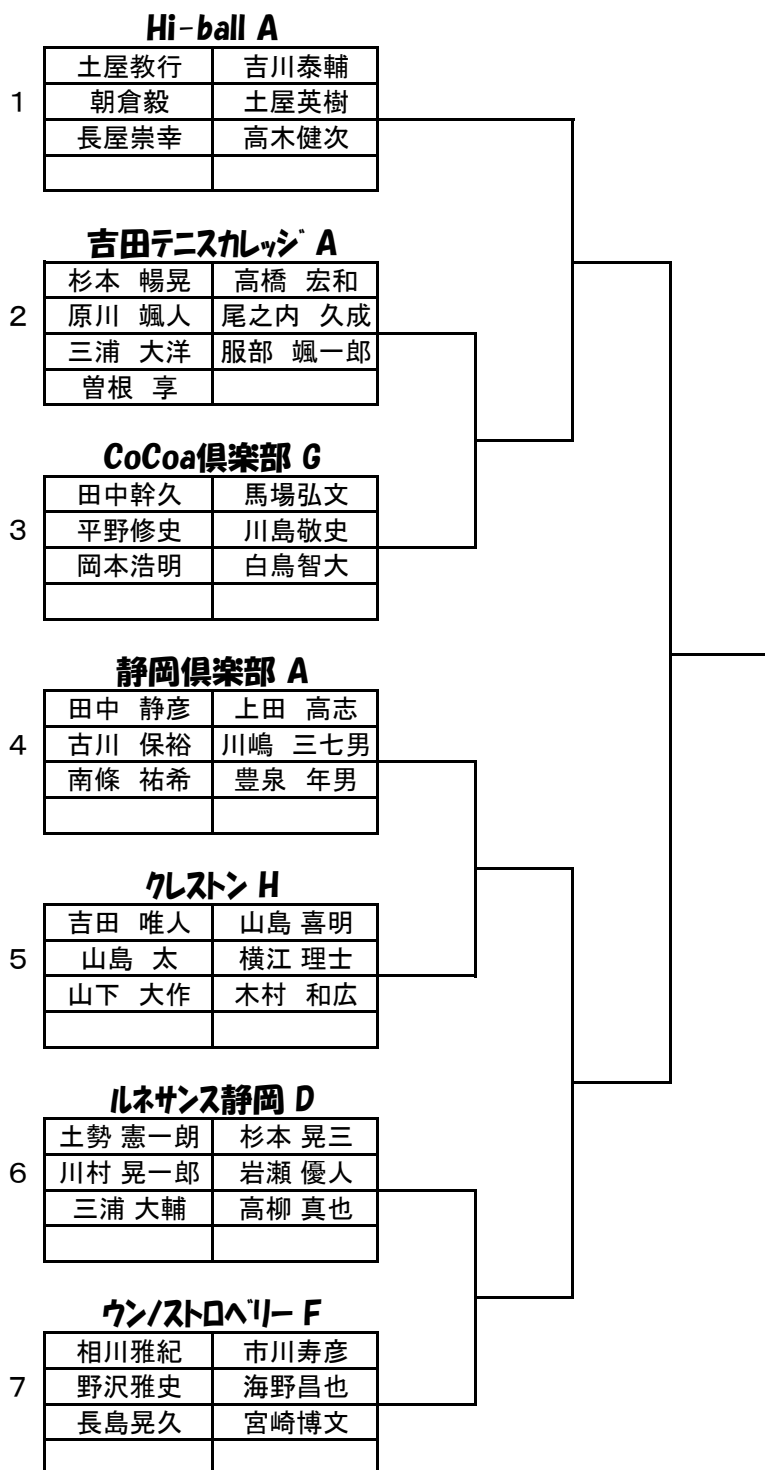 Hi-ball A
土屋教行 吉川泰輔
1
朝倉毅 土屋英樹
長屋崇幸 高木健次
吉田テニスカレッジ A
杉本 暢晃 高橋 宏和
2
原川 颯人 尾之内 久成
三浦 大洋 服部 颯一郎
曽根 享
CoCoa倶楽部 G
田中幹久 馬場弘文
3
平野修史 川島敬史
岡本浩明 白鳥智大
静岡倶楽部 A
田中 静彦 上田 高志
4
古川 保裕 川嶋 三七男
南條 祐希 豊泉 年男
クレストン H
吉田 唯人 山島 喜明
5
山島 太 横江 理士
山下 大作 木村 和広
ルネサンス静岡 D
土勢 憲一朗 杉本 晃三
6
川村 晃一郎 岩瀬 優人
三浦 大輔 高柳 真也
ウンノストロベリー F
相川雅紀 市川寿彦
7
野沢雅史 海野昌也
長島晃久 宮崎博文